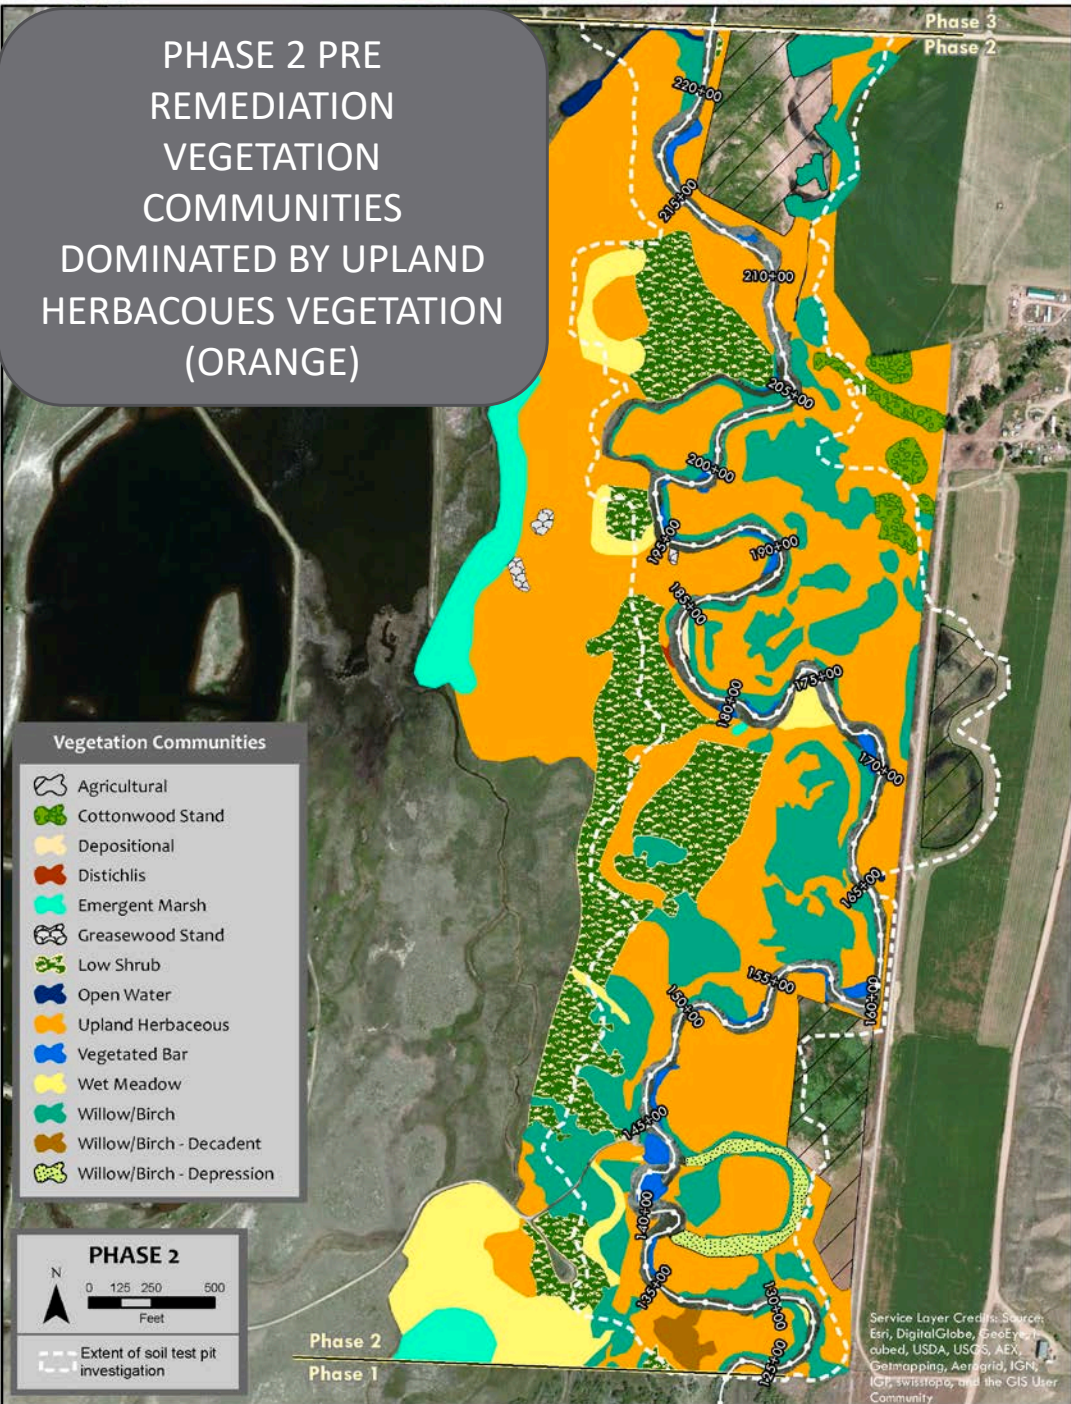 PHASE 2 PRE
REMEDIATION
VEGETATION
COMMUNITIES
DOMINATED BY UPLAND
HERBACOUES VEGETATION
(ORANGE)
Phase 3
Phase 2
220+00
215+00
210+00
205+00
200+00
195+00
190+00
185+00
180+00
175+00
170+00
165+00
160+00
155+00
150+00
145+00
140+00
135+00
130+00
125+00
Vegetation Communities
Agricultural
Cottonwood Stand
Depositional
Distichlis
Emergent Marsh
Greasewood Stand
Low Shrub
Open Water
Upland Herbaceous
Vegetated Bar
Wet Meadow
Willow/Birch
Willow/Birch - Decadent
Willow/Birch - Depression
PHASE 2
N
0 125 250 500
Feet
Extent of soil test pit
investigation
Phase 2
Phase 1
Service Layer Credits: Source:
Esri, DigitalGlobe, GeoEye, i-
cubed, USDA, USGS, AEX,
Getmapping, Aerogrid, IGN,
IGP, swisstopo, and the GIS User
Community